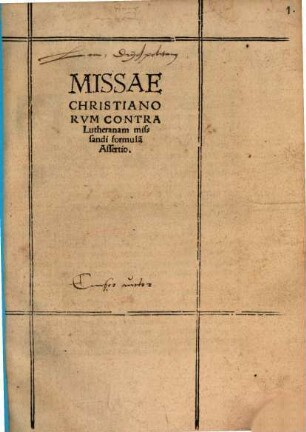 1.
MISSAE
CHRISTIANO
RVM CONTRA
Lutheranam miſ
ſandi formulã
Aſſertio.